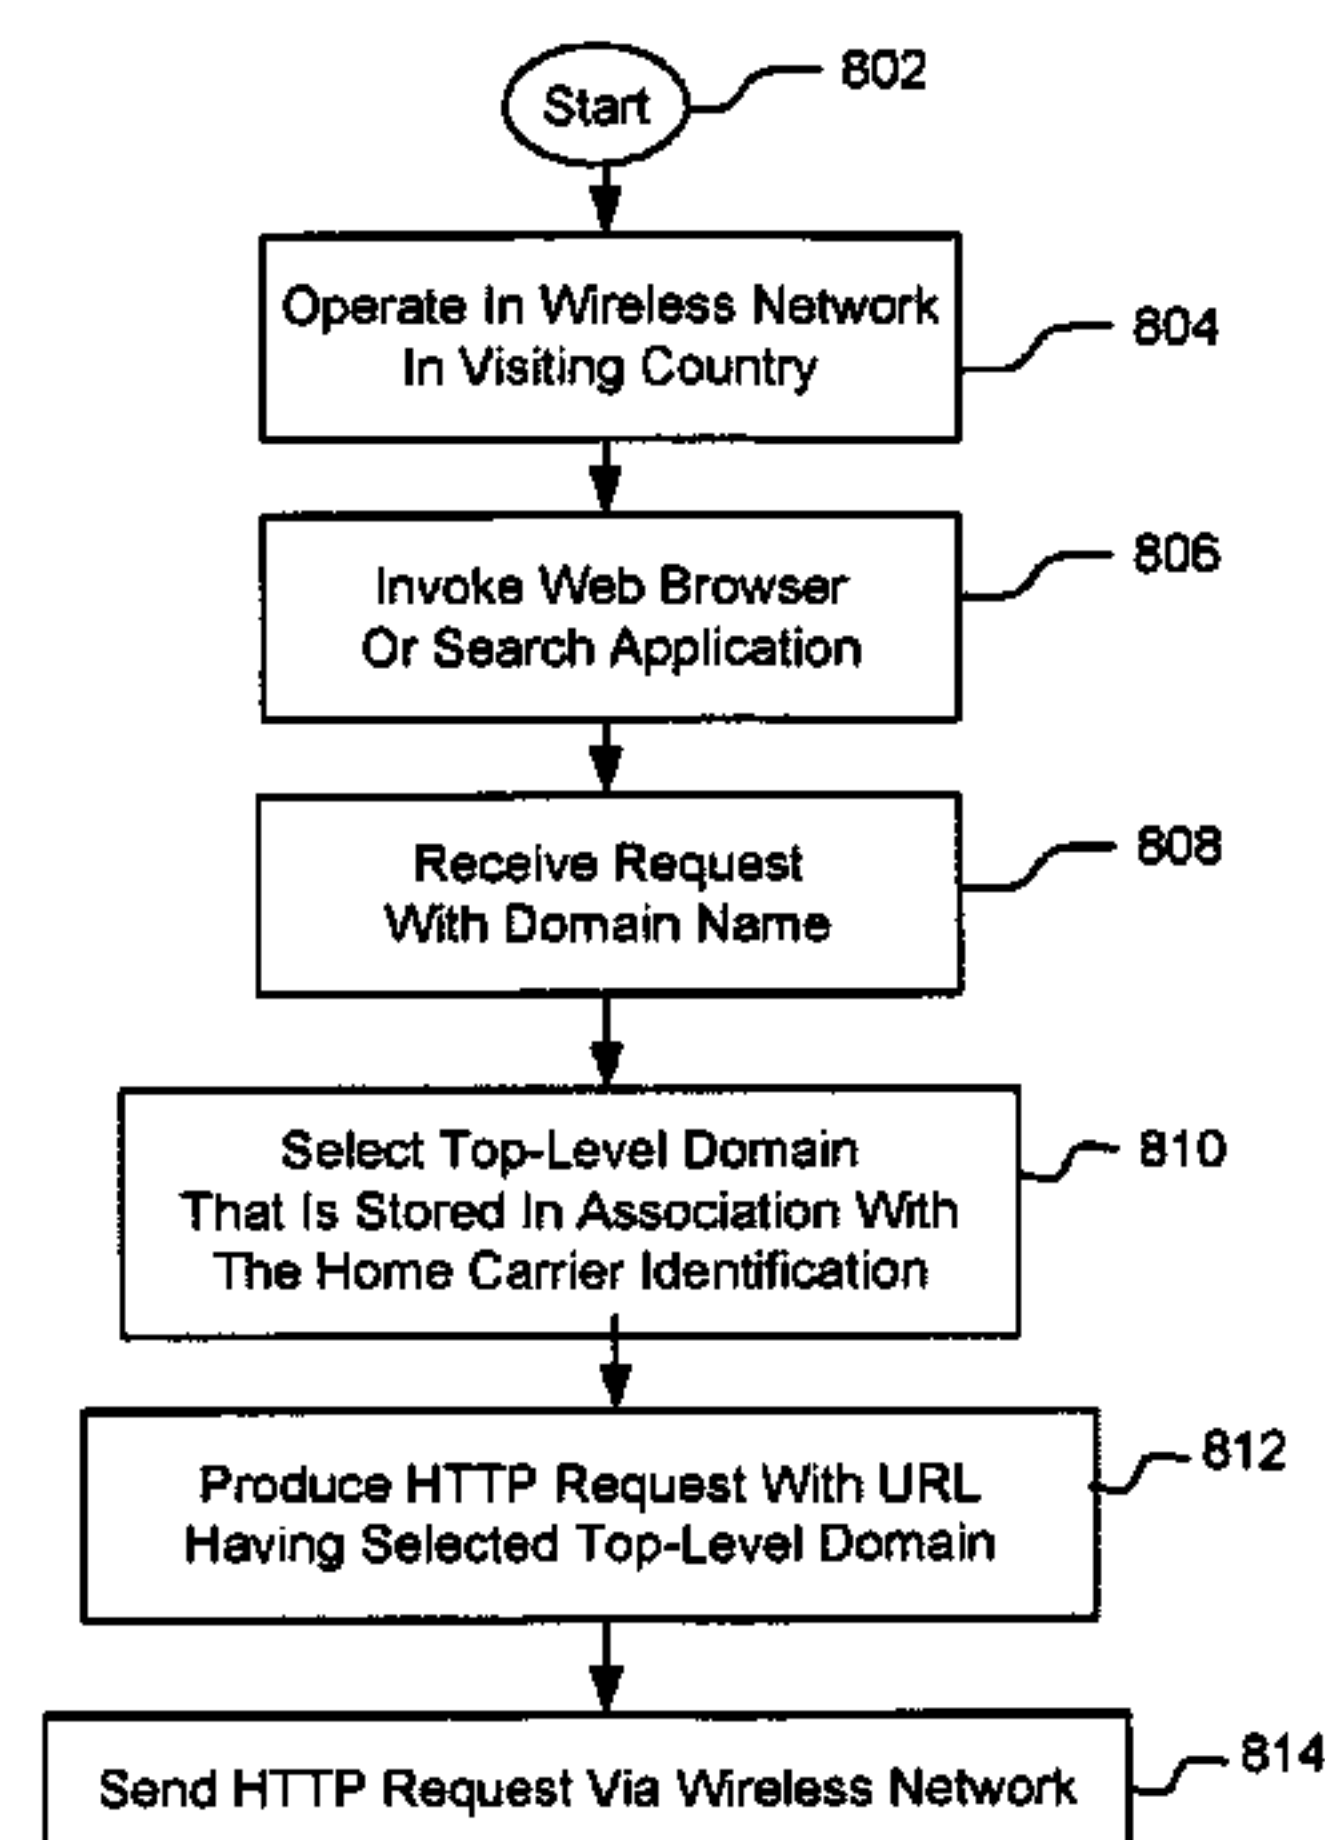 Start
802
Operate In Wireless Network
In Visiting Country
804
Invoke Web Browser
Or Search Application
806
Receive Request
With Domain Name
808
Select Top-Level Domain
That Is Stored In Association With
The Home Carrier Identification
810
Produce HTTP Request With URL
Having Selected Top-Level Domain
812
Send HTTP Request Via Wireless Network
814